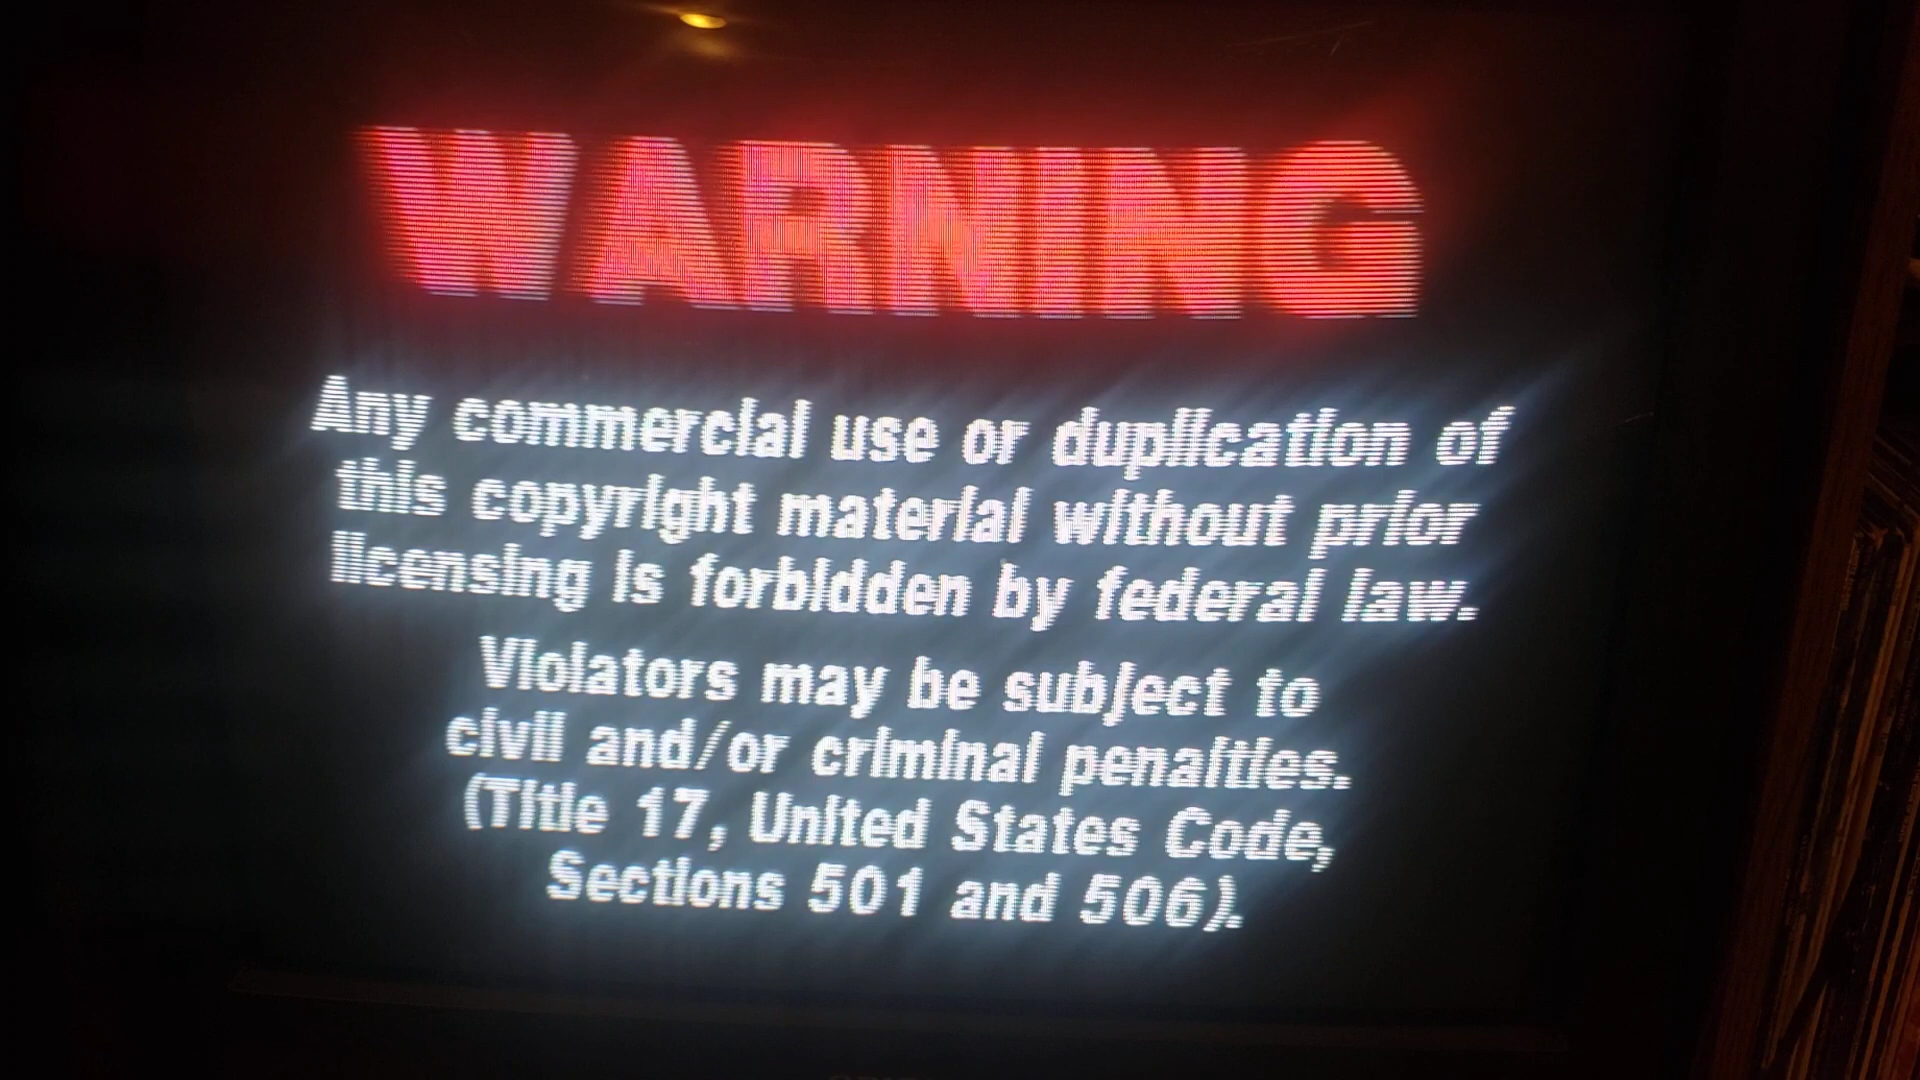 WARNING
Any commercial use or duplication of
this copyright material without prior
licensing is forbidden by federal law.
Violators may be subject to
civil and/or criminal penalties.
(Title 17, United States Code,
Sections 501 and 506).